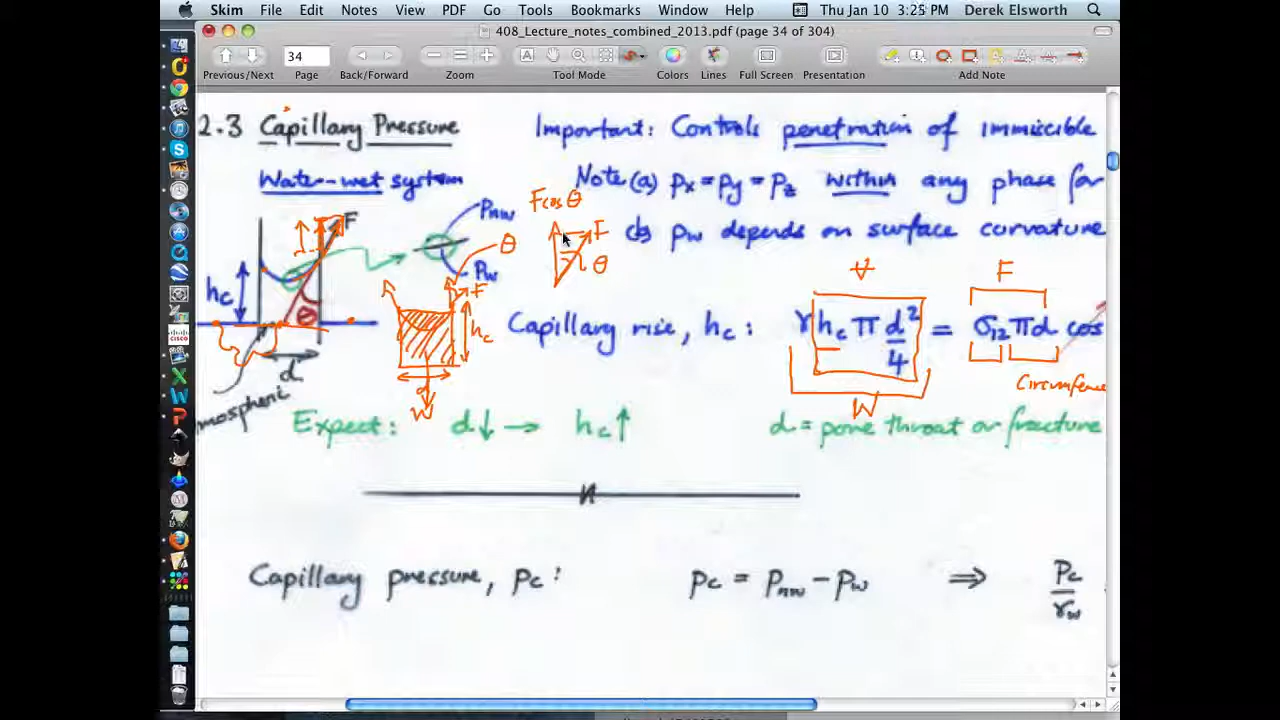 Skim File Edit Notes View PDF Go Tools Bookmarks Window Help Thu Jan 10 3:25 PM Derek Elsworth
408_Lecture_notes_combined_2013.pdf (page 34 of 304)
34
Previous/Next Page Back/Forward Zoom Tool Mode Colors Lines Full Screen Presentation Add Note
2.3 Capillary Pressure Important: Controls penetration of immiscible
Water-wet system Note (a) px = py = pz within any phase for
(b) pw depends on surface curvature
F
Pnw
θ
Pw
F cos θ
F
θ
F
hc
θ
d
hc
d
W
mospheric
∀
F
Capillary rise, hc: γ hc π d²/4 = σ12 πd cos
W
Circumference
Expect: d↓ → hc↑ d = pore throat or fracture
Capillary pressure, pc: pc = pnw - pw ⇒ pc/γw
CISCO